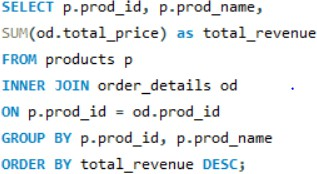 SELECT p.prod_id, p.prod_name,
SUM(od.total_price) as total_revenue
FROM products p
INNER JOIN order_details od
ON p.prod_id = od.prod_id
GROUP BY p.prod_id, p.prod_name
ORDER BY total_revenue DESC;